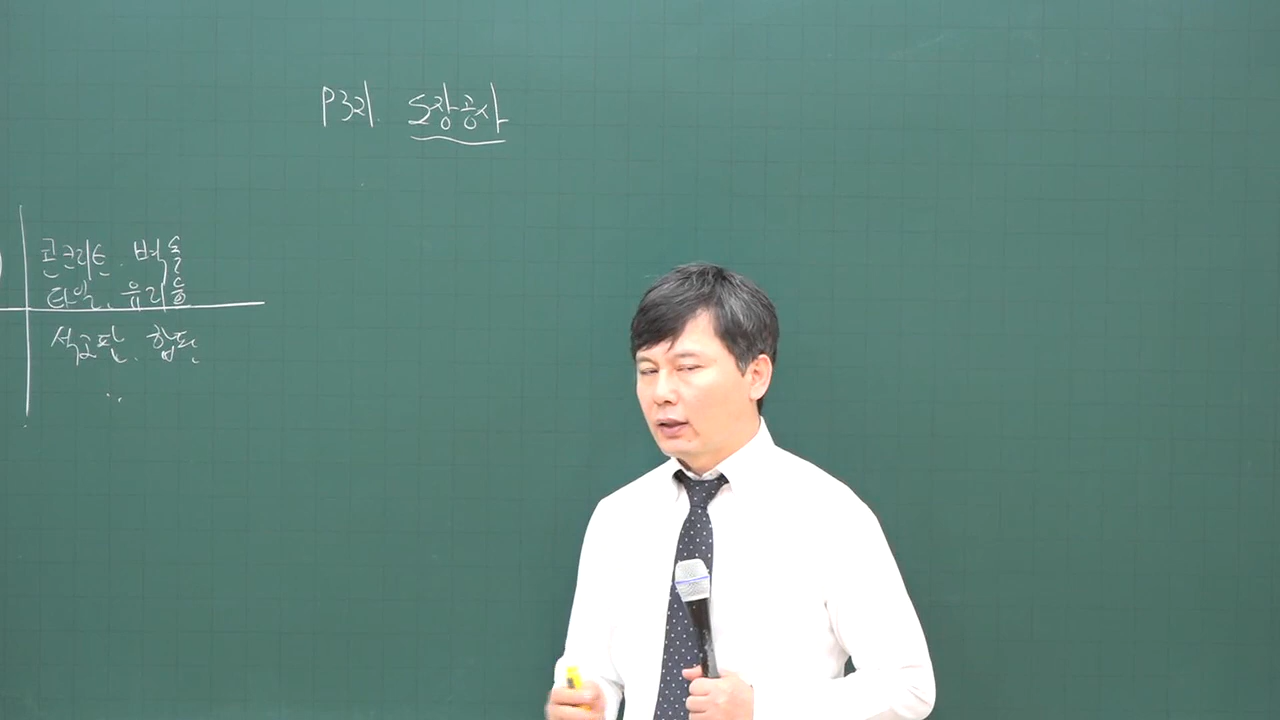 P321. 도장공사
콘크리트. 벽돌
타일. 유리 등
석고판. 합판